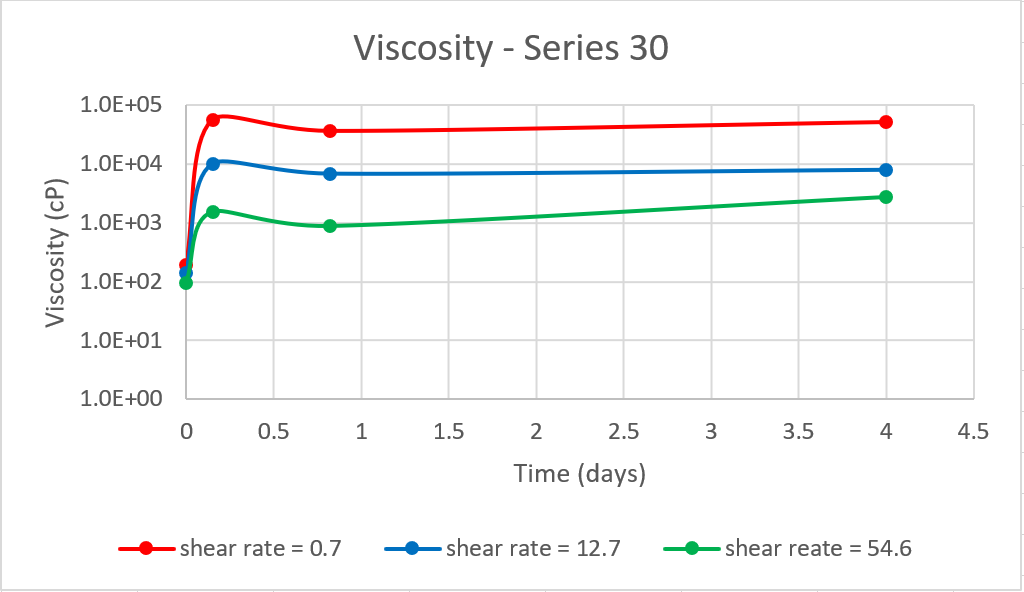 Viscosity - Series 30
1.0E+05
1.0E+04
1.0E+03
1.0E+02
1.0E+01
1.0E+00
Viscosity (cP)
0 0.5 1 1.5 2 2.5 3 3.5 4 4.5
Time (days)
shear rate = 0.7 shear rate = 12.7 shear reate = 54.6